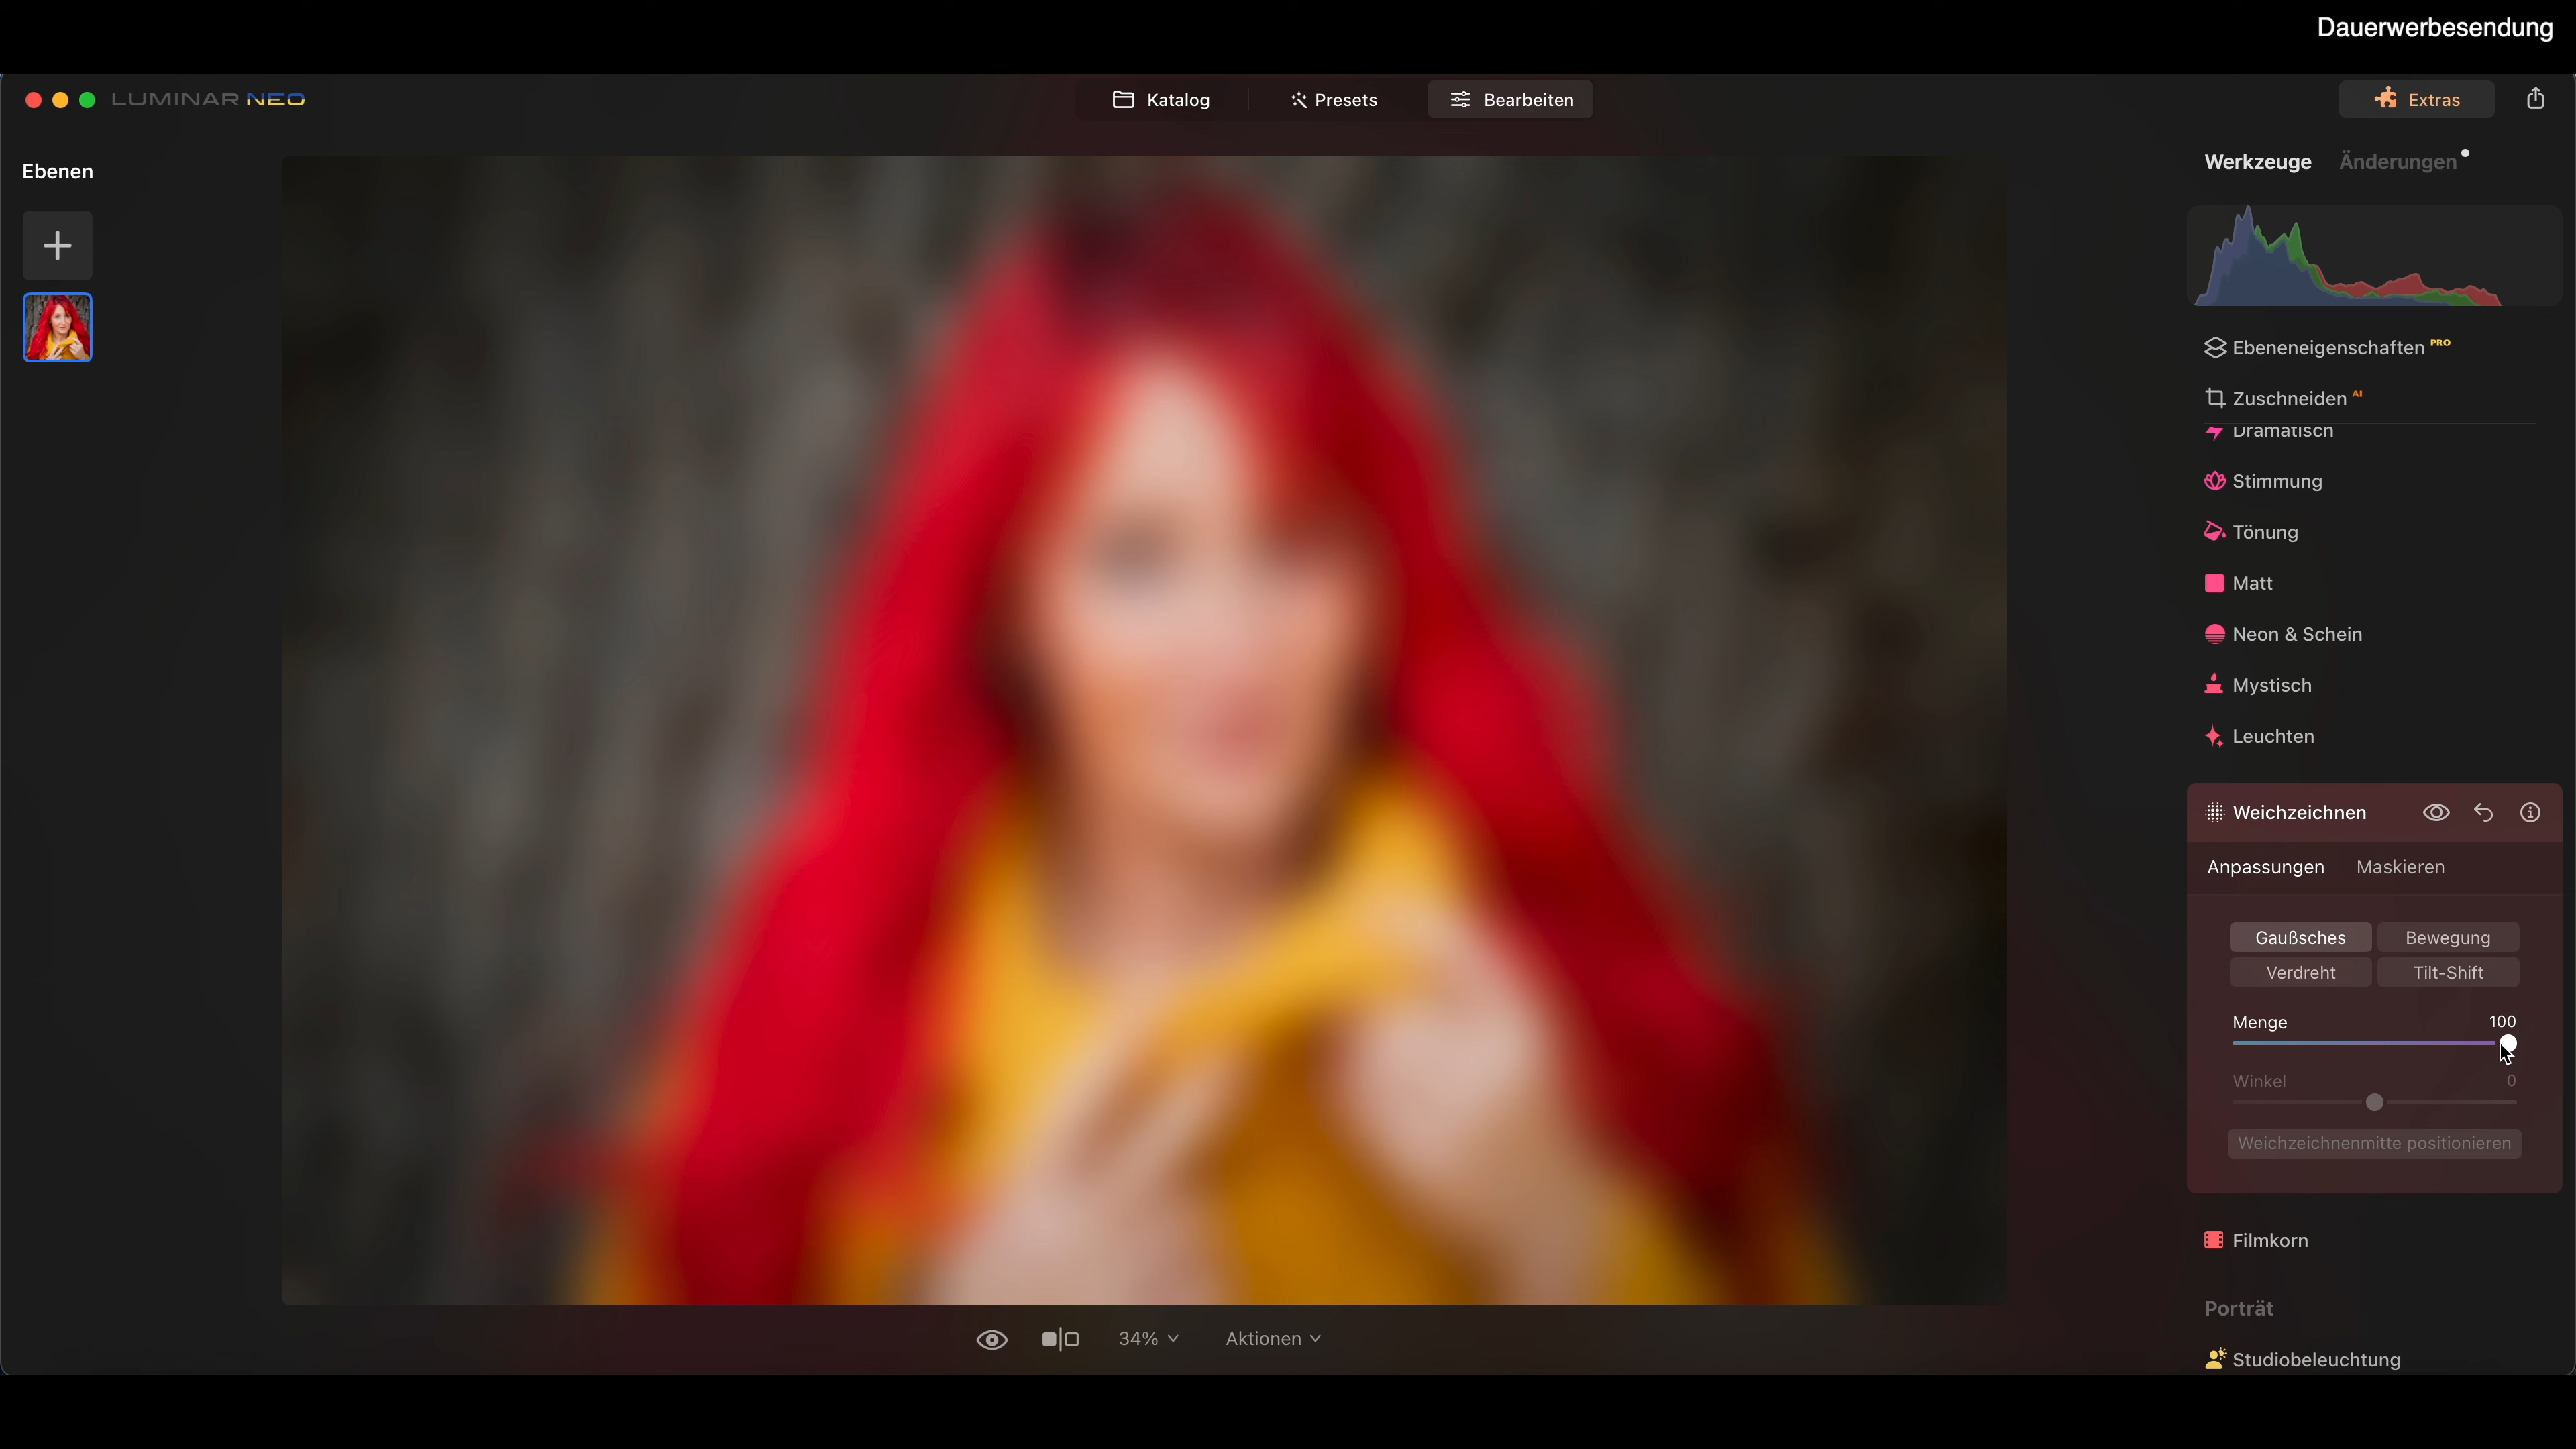 Dauerwerbesendung
LUMINAR NEO
Katalog
Presets
Bearbeiten
Extras
Ebenen
Werkzeuge
Änderungen
Ebeneneigenschaften PRO
Zuschneiden AI
Dramatisch
Stimmung
Tönung
Matt
Neon & Schein
Mystisch
Leuchten
Weichzeichnen
Anpassungen
Maskieren
Gaußsches
Bewegung
Verdreht
Tilt-Shift
Menge 100
Winkel 0
Weichzeichnenmitte positionieren
Filmkorn
Porträt
Studiobeleuchtung
34%
Aktionen